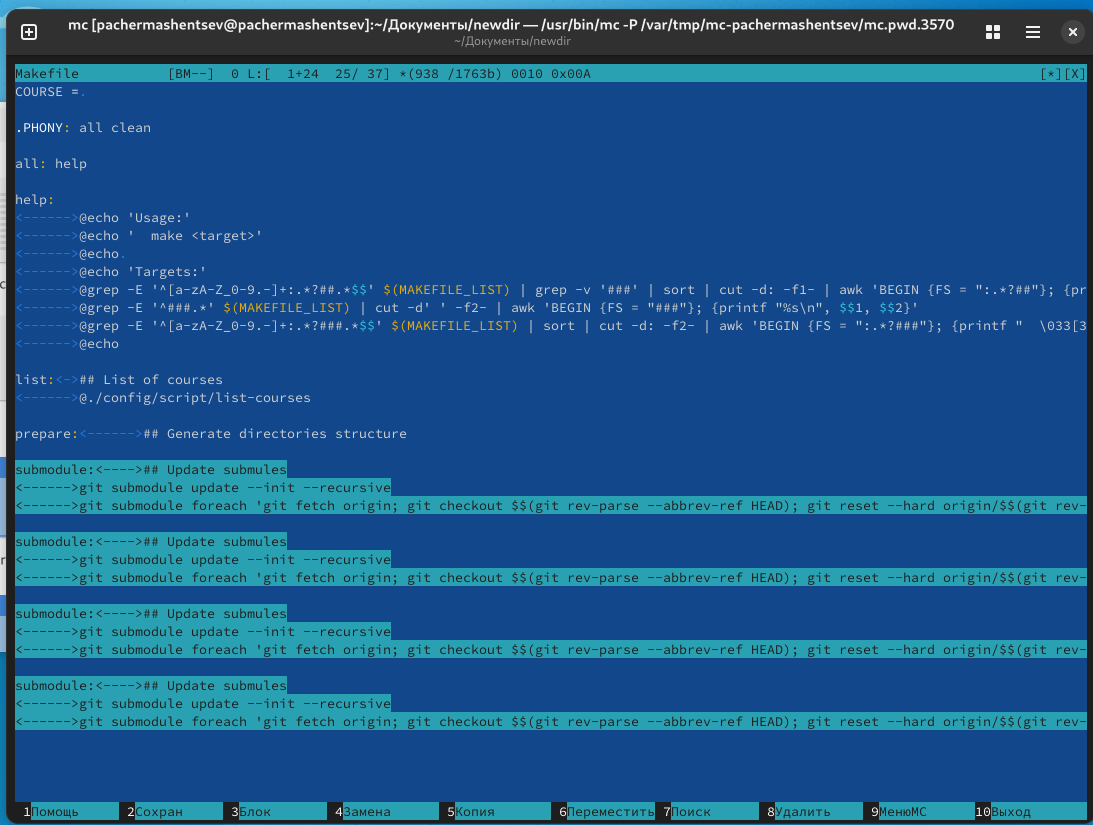 mc [pachermashentsev@pachermashentsev]:~/Документы/newdir — /usr/bin/mc -P /var/tmp/mc-pachermashentsev/mc.pwd.3570
~/Документы/newdir
Makefile           [BM--]  0 L:[  1+24  25/ 37] *(938 /1763b) 0010 0x00A                                                        [*][X]
COURSE =.
.PHONY: all clean
all: help
help:
<------>@echo 'Usage:'
<------>@echo '  make <target>'
<------>@echo.
<------>@echo 'Targets:'
<------>@grep -E '^[a-zA-Z_0-9.-]+:.*?##.*$$' $(MAKEFILE_LIST) | grep -v '###' | sort | cut -d: -f1- | awk 'BEGIN {FS = ":.*?##"}; {pr
<------>@grep -E '^###.*' $(MAKEFILE_LIST) | cut -d' ' -f2- | awk 'BEGIN {FS = "###"}; {printf "%s\n", $$1, $$2}'
<------>@grep -E '^[a-zA-Z_0-9.-]+:.*?###.*$$' $(MAKEFILE_LIST) | sort | cut -d: -f2- | awk 'BEGIN {FS = ":.*?###"}; {printf "  \033[3
<------>@echo
list:<->## List of courses
<------>@./config/script/list-courses
prepare:<------>## Generate directories structure
submodule:<---->## Update submules
<------>git submodule update --init --recursive
<------>git submodule foreach 'git fetch origin; git checkout $$(git rev-parse --abbrev-ref HEAD); git reset --hard origin/$$(git rev-
submodule:<---->## Update submules
<------>git submodule update --init --recursive
<------>git submodule foreach 'git fetch origin; git checkout $$(git rev-parse --abbrev-ref HEAD); git reset --hard origin/$$(git rev-
submodule:<---->## Update submules
<------>git submodule update --init --recursive
<------>git submodule foreach 'git fetch origin; git checkout $$(git rev-parse --abbrev-ref HEAD); git reset --hard origin/$$(git rev-
submodule:<---->## Update submules
<------>git submodule update --init --recursive
<------>git submodule foreach 'git fetch origin; git checkout $$(git rev-parse --abbrev-ref HEAD); git reset --hard origin/$$(git rev-
1Помощь 2Сохран 3Блок 4Замена 5Копия 6Переместить 7Поиск 8Удалить 9МенюMC 10Выход